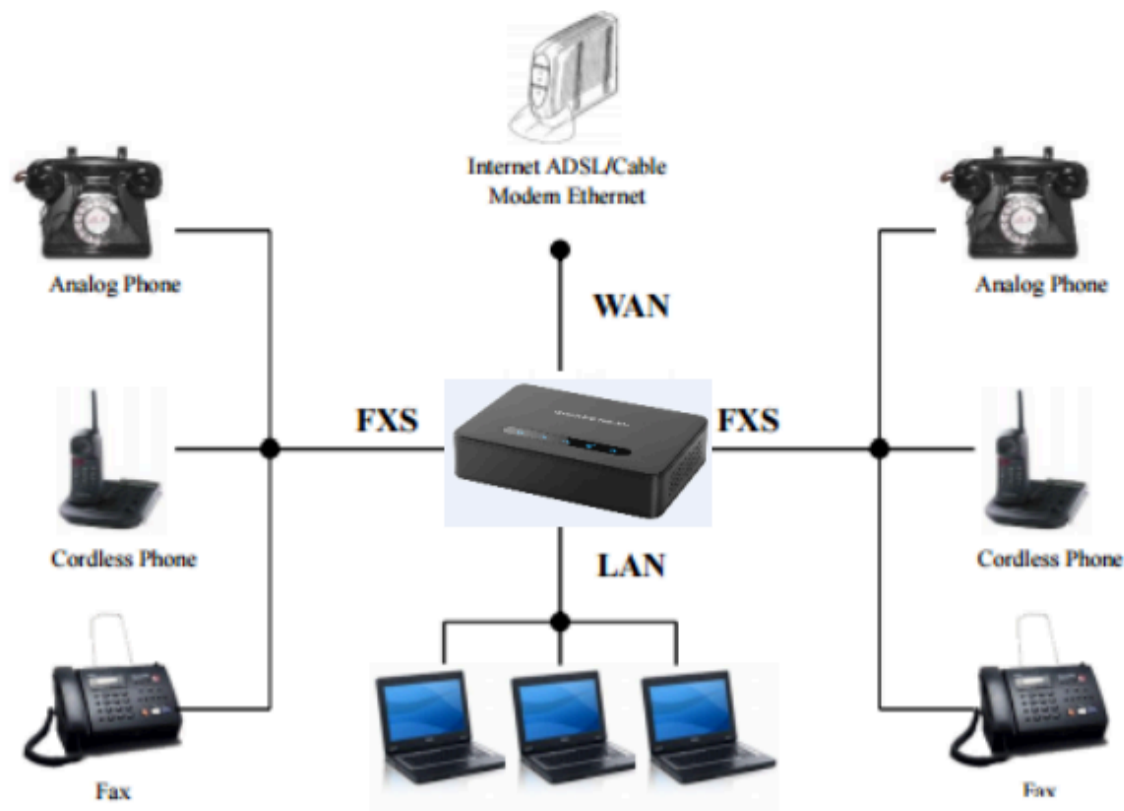 Internet ADSL/Cable
Modem Ethernet
Analog Phone
Analog Phone
WAN
FXS
FXS
Cordless Phone
Cordless Phone
LAN
Fax
Fax